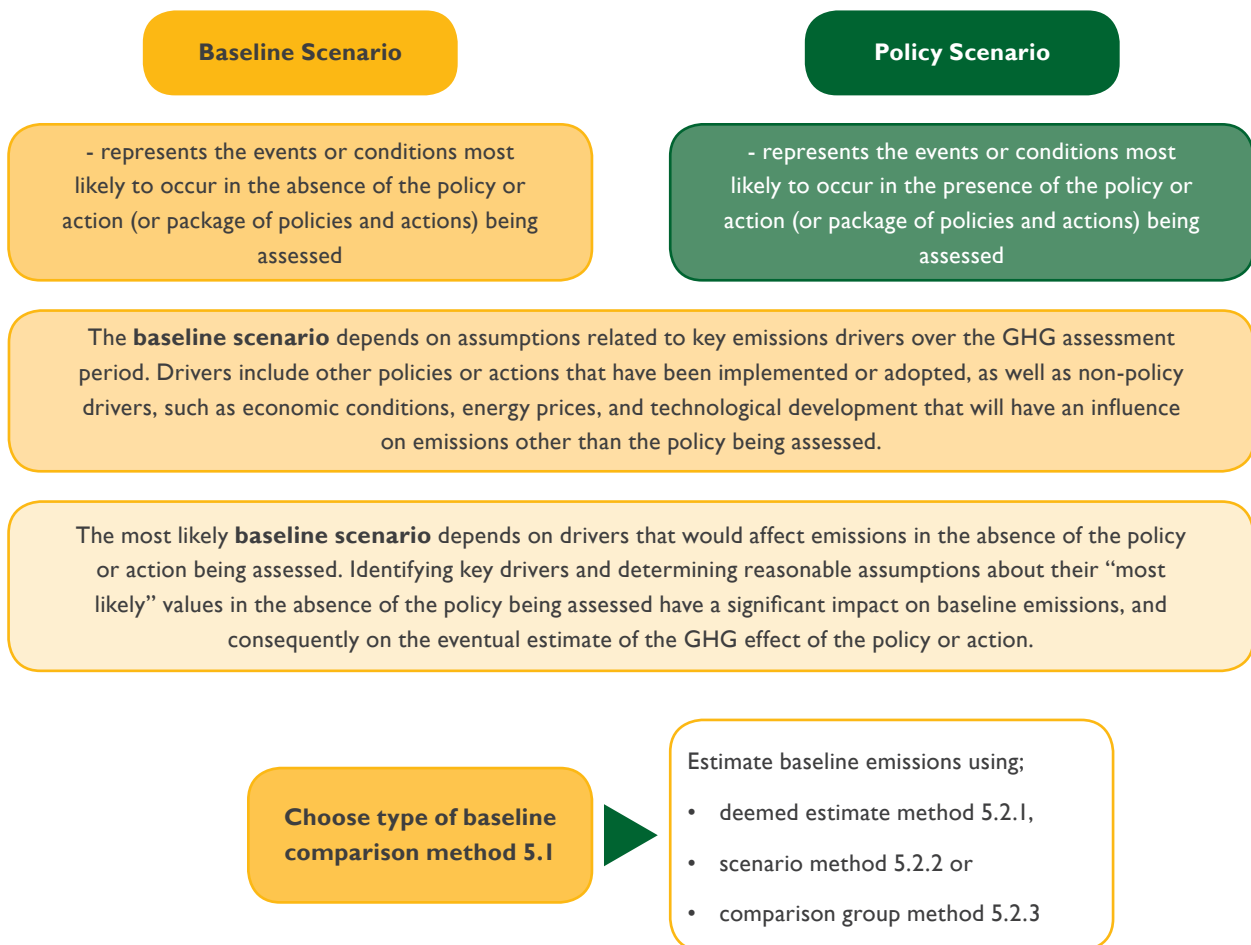 Baseline Scenario
Policy Scenario
- represents the events or conditions most
likely to occur in the absence of the policy or
action (or package of policies and actions) being
assessed
- represents the events or conditions most
likely to occur in the presence of the policy or
action (or package of policies and actions) being
assessed
The baseline scenario depends on assumptions related to key emissions drivers over the GHG assessment
period. Drivers include other policies or actions that have been implemented or adopted, as well as non-policy
drivers, such as economic conditions, energy prices, and technological development that will have an influence
on emissions other than the policy being assessed.
The most likely baseline scenario depends on drivers that would affect emissions in the absence of the policy
or action being assessed. Identifying key drivers and determining reasonable assumptions about their “most
likely” values in the absence of the policy being assessed have a significant impact on baseline emissions, and
consequently on the eventual estimate of the GHG effect of the policy or action.
Choose type of baseline
comparison method 5.1
Estimate baseline emissions using;
• deemed estimate method 5.2.1,
• scenario method 5.2.2 or
• comparison group method 5.2.3